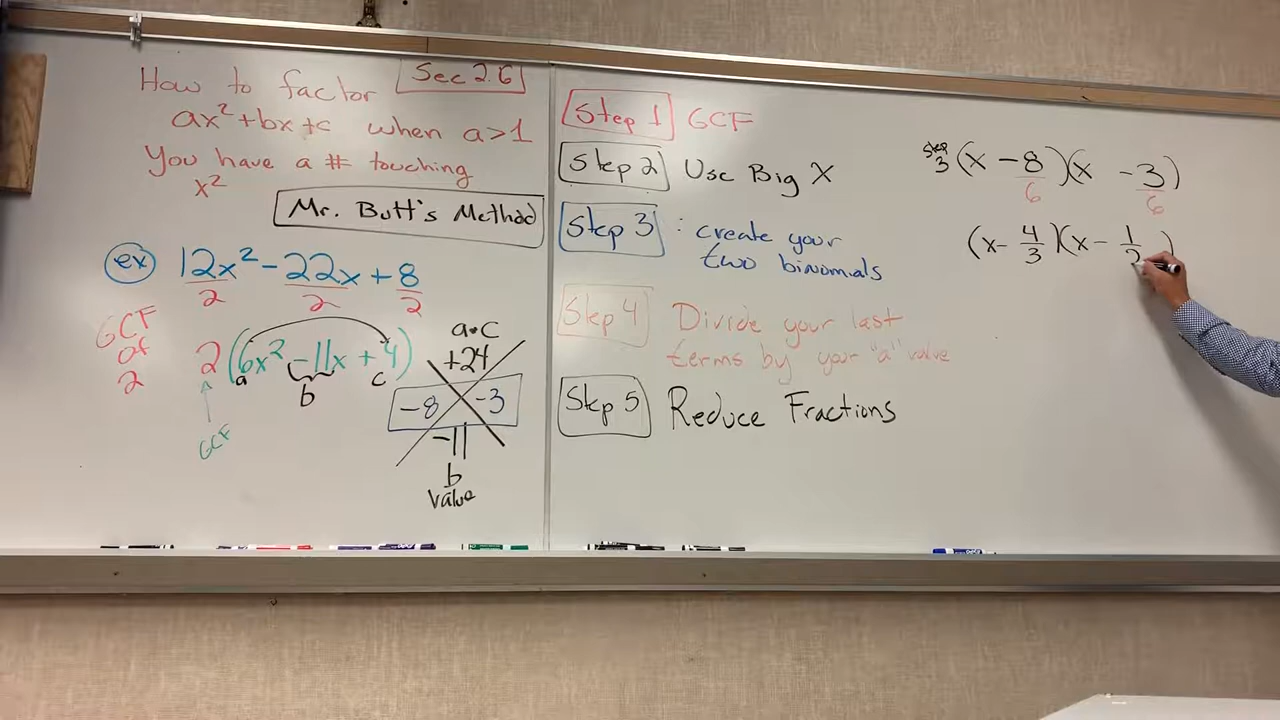 How to factor Sec 2.6
ax²+bx+c when a>1
You have a # touching
x²
Mr. Butt's Method
ex 12x² - 22x + 8
2 2 2
GCF
of
2
2(6x² - 11x + 4)
a b c
GCF
a•c
+24
-8 -3
-11
b
value
Step 1 GCF
Step 2 Use Big X
Step 3 : create your
two binomials
Step 4 Divide your last
terms by your "a" value
Step 5 Reduce Fractions
step
3 (x - 8)(x - 3)
6 6
(x - 4/3)(x - 1/2)